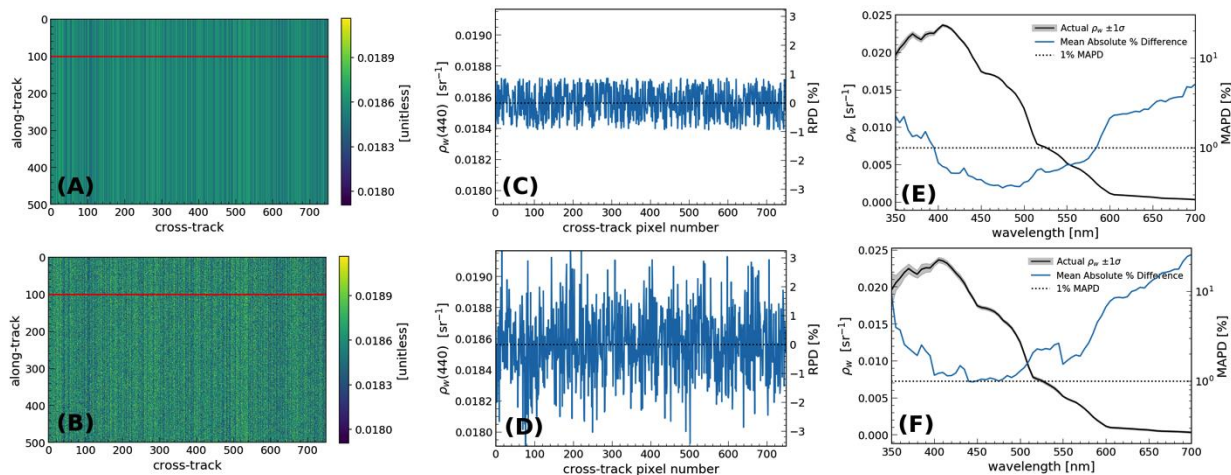 0
100
200
300
400
500
along-track
0 100 200 300 400 500 600 700
cross-track
(A)
0.0189
0.0186
0.0183
0.0180
[unitless]
0.0190
0.0188
0.0186
0.0184
0.0182
0.0180
ρw(440) [sr⁻¹]
0 100 200 300 400 500 600 700
cross-track pixel number
(C)
3
2
1
0
−1
−2
−3
RPD [%]
0.025
0.020
0.015
0.010
0.005
0.000
ρw [sr⁻¹]
Actual ρw ±1σ
Mean Absolute % Difference
1% MAPD
(E)
350 400 450 500 550 600 650 700
wavelength [nm]
10¹
10⁰
MAPD [%]
0
100
200
300
400
500
along-track
0 100 200 300 400 500 600 700
cross-track
(B)
0.0189
0.0186
0.0183
0.0180
[unitless]
0.0190
0.0188
0.0186
0.0184
0.0182
0.0180
ρw(440) [sr⁻¹]
0 100 200 300 400 500 600 700
cross-track pixel number
(D)
3
2
1
0
−1
−2
−3
RPD [%]
0.025
0.020
0.015
0.010
0.005
0.000
ρw [sr⁻¹]
Actual ρw ±1σ
Mean Absolute % Difference
1% MAPD
(F)
350 400 450 500 550 600 650 700
wavelength [nm]
10¹
10⁰
MAPD [%]